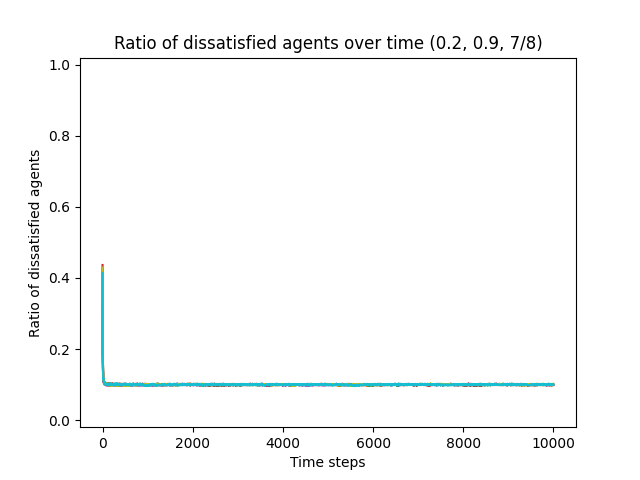 Ratio of dissatisfied agents over time (0.2, 0.9, 7/8)
1.0
0.8
0.6
0.4
0.2
0.0
Ratio of dissatisfied agents
0 2000 4000 6000 8000 10000
Time steps